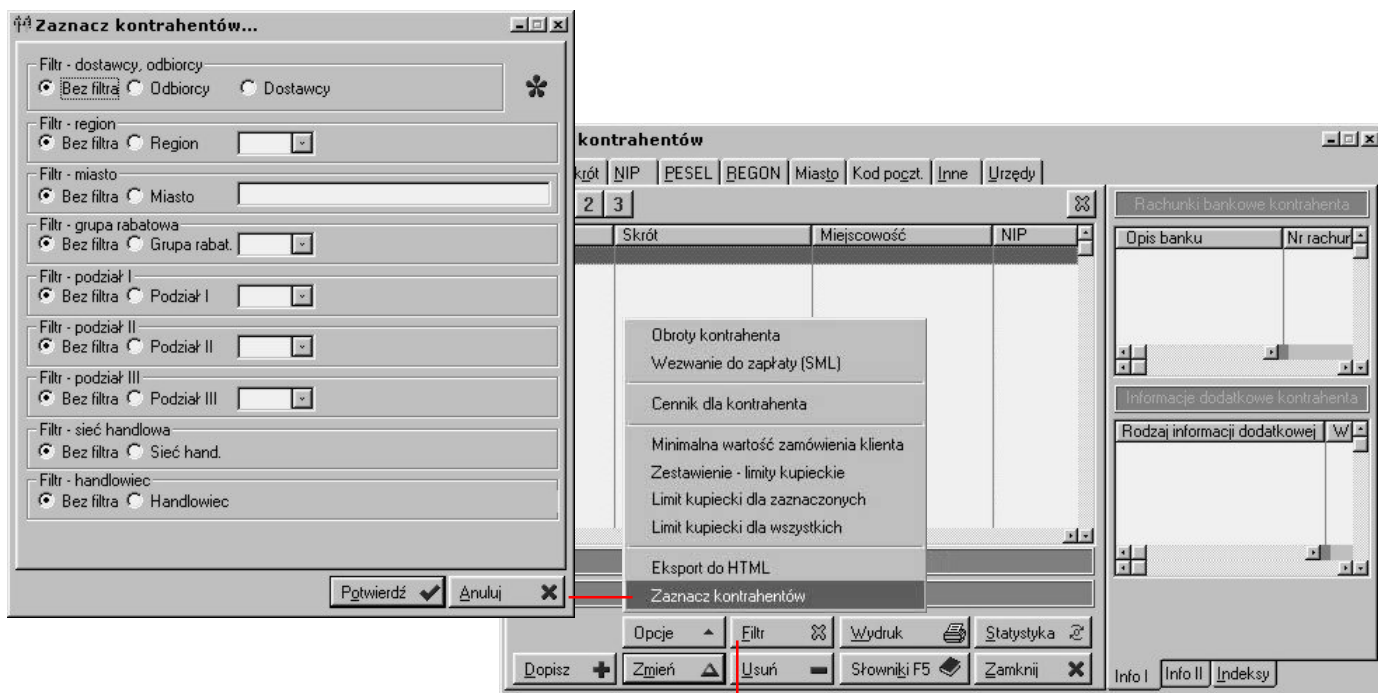 Zaznacz kontrahentów...
Filtr - dostawcy, odbiorcy
Bez filtra Odbiorcy Dostawcy
Filtr - region
Bez filtra Region
Filtr - miasto
Bez filtra Miasto
Filtr - grupa rabatowa
Bez filtra Grupa rabat.
Filtr - podział I
Bez filtra Podział I
Filtr - podział II
Bez filtra Podział II
Filtr - podział III
Bez filtra Podział III
Filtr - sieć handlowa
Bez filtra Sieć hand.
Filtr - handlowiec
Bez filtra Handlowiec
Potwierdź Anuluj
kontrahentów
krót NIP PESEL REGON Miasto Kod poczt. Inne Urzędy
2 3
Skrót Miejscowość NIP
Rachunki bankowe kontrahenta
Opis banku Nr rachur
Informacje dodatkowe kontrahenta
Rodzaj informacji dodatkowej W
Obroty kontrahenta
Wezwanie do zapłaty (SML)
Cennik dla kontrahenta
Minimalna wartość zamówienia klienta
Zestawienie - limity kupieckie
Limit kupiecki dla zaznaczonych
Limit kupiecki dla wszystkich
Eksport do HTML
Zaznacz kontrahentów
Opcje Filtr Wydruk Statystyka
Dopisz Zmień Usuń Słowniki F5 Zamknij
Info I Info II Indeksy